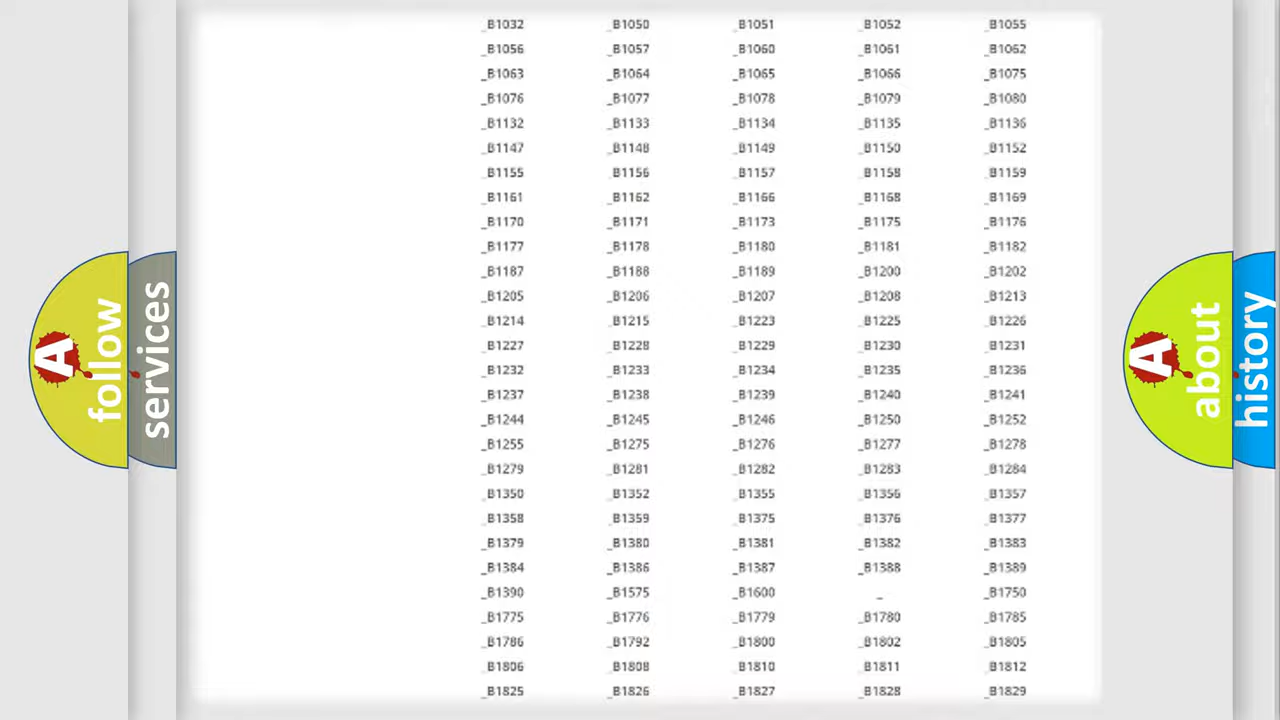 _B1032 _B1050 _B1051 _B1052 _B1055
_B1056 _B1057 _B1060 _B1061 _B1062
_B1063 _B1064 _B1065 _B1066 _B1075
_B1076 _B1077 _B1078 _B1079 _B1080
_B1132 _B1133 _B1134 _B1135 _B1136
_B1147 _B1148 _B1149 _B1150 _B1152
_B1155 _B1156 _B1157 _B1158 _B1159
_B1161 _B1162 _B1166 _B1168 _B1169
_B1170 _B1171 _B1173 _B1175 _B1176
_B1177 _B1178 _B1180 _B1181 _B1182
_B1187 _B1188 _B1189 _B1200 _B1202
_B1205 _B1206 _B1207 _B1208 _B1213
_B1214 _B1215 _B1223 _B1225 _B1226
_B1227 _B1228 _B1229 _B1230 _B1231
_B1232 _B1233 _B1234 _B1235 _B1236
_B1237 _B1238 _B1239 _B1240 _B1241
_B1244 _B1245 _B1246 _B1250 _B1252
_B1255 _B1275 _B1276 _B1277 _B1278
_B1279 _B1281 _B1282 _B1283 _B1284
_B1350 _B1352 _B1355 _B1356 _B1357
_B1358 _B1359 _B1375 _B1376 _B1377
_B1379 _B1380 _B1381 _B1382 _B1383
_B1384 _B1386 _B1387 _B1388 _B1389
_B1390 _B1575 _B1600 _ _B1750
_B1775 _B1776 _B1779 _B1780 _B1785
_B1786 _B1792 _B1800 _B1802 _B1805
_B1806 _B1808 _B1810 _B1811 _B1812
_B1825 _B1826 _B1827 _B1828 _B1829
A
follow
services
A
about
history